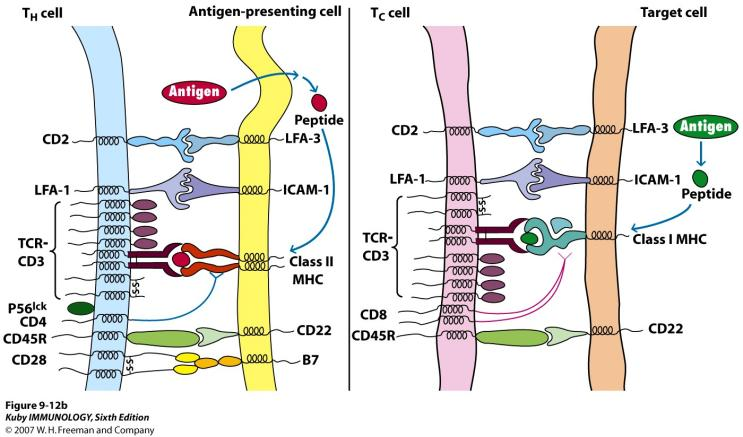 T_H cell
Antigen-presenting cell
Antigen
Peptide
CD2
LFA-3
LFA-1
ICAM-1
S-S
TCR-
CD3
Class II
MHC
S-S
P56lck
CD4
CD45R
CD22
CD28
S-S
B7
T_C cell
Target cell
CD2
LFA-3
Antigen
LFA-1
ICAM-1
Peptide
S-S
TCR-
CD3
Class I MHC
CD8
CD45R
CD22
Figure 9-12b
Kuby IMMUNOLOGY, Sixth Edition
© 2007 W. H. Freeman and Company